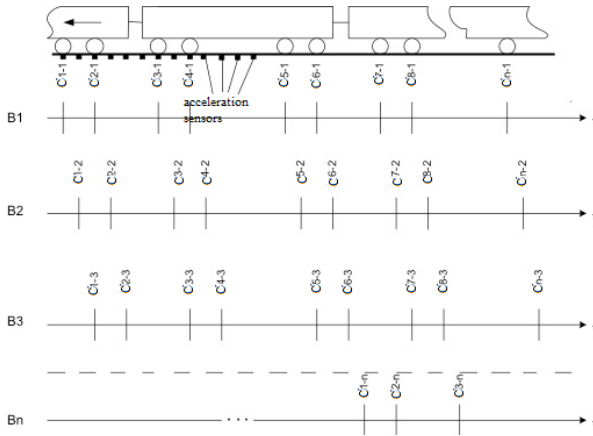 C1-1 C2-1 C3-1 C4-1 C5-1 C6-1 C7-1 C8-1 Cn-1
acceleration
sensors
B1
C1-2 C2-2 C3-2 C4-2 C5-2 C6-2 C7-2 C8-2 Cn-2
B2
C1-3 C2-3 C3-3 C4-3 C5-3 C6-3 C7-3 C8-3 Cn-3
B3
C1-n C2-n C3-n
Bn
. . .